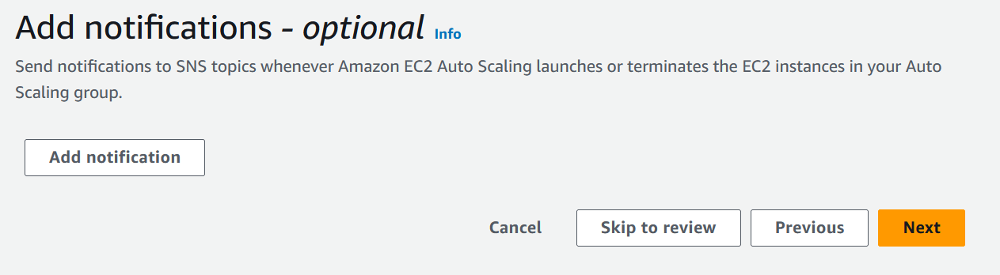 Add notifications - optional Info
Send notifications to SNS topics whenever Amazon EC2 Auto Scaling launches or terminates the EC2 instances in your Auto
Scaling group.
Add notification
Cancel Skip to review Previous Next